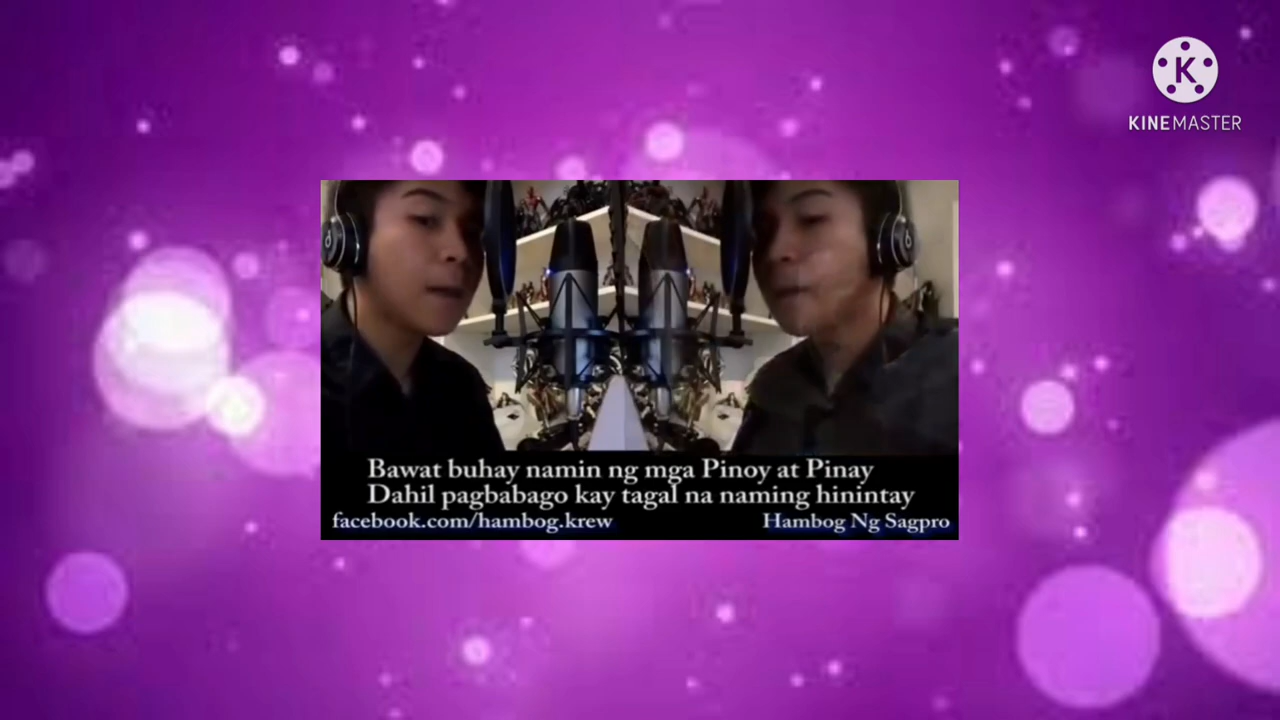 KINEMASTER
Bawat buhay namin ng mga Pinoy at Pinay
Dahil pagbabago kay tagal na naming hinintay
facebook.com/hambog.krew Hambog Ng Sagpro